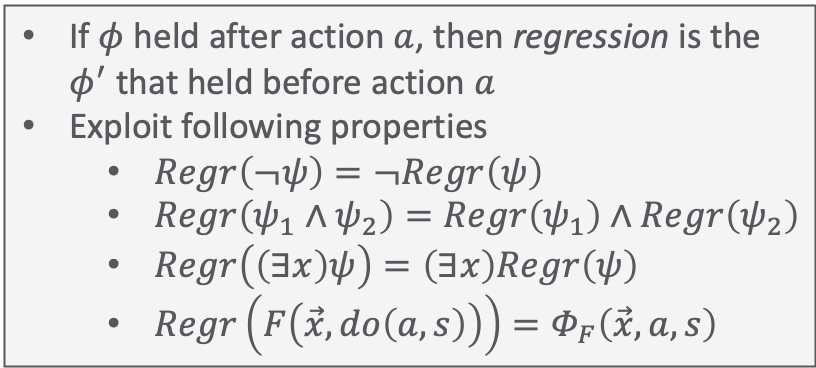 • If ϕ held after action a, then regression is the
ϕ′ that held before action a
• Exploit following properties
• Regr(¬ψ) = ¬Regr(ψ)
• Regr(ψ₁ ∧ ψ₂) = Regr(ψ₁) ∧ Regr(ψ₂)
• Regr((∃x)ψ) = (∃x)Regr(ψ)
• Regr(F(x⃗, do(a, s))) = Φ_F(x⃗, a, s)